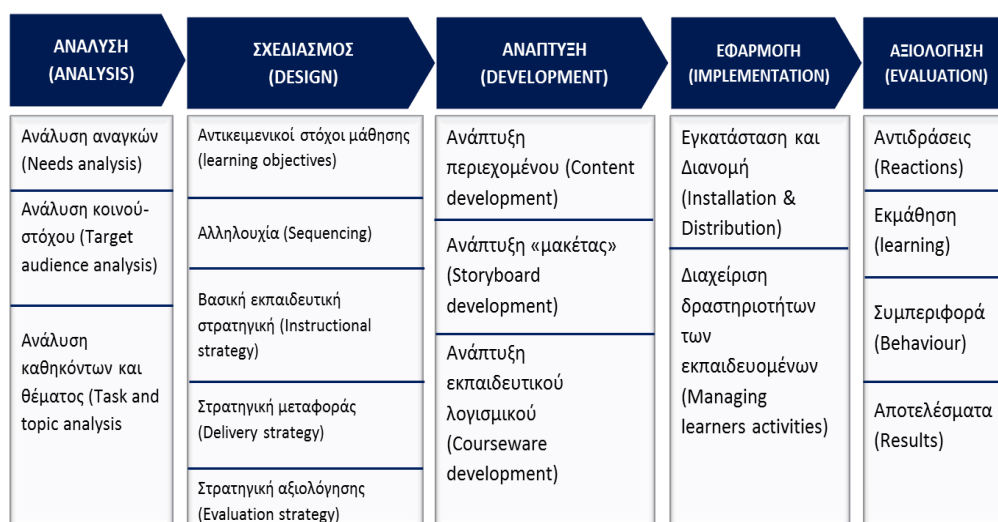 ΑΝΑΛΥΣΗ
(ANALYSIS)
Ανάλυση αναγκών
(Needs analysis)
Ανάλυση κοινού-
στόχου (Target
audience analysis)
Ανάλυση
καθηκόντων και
θέματος (Task and
topic analysis
ΣΧΕΔΙΑΣΜΟΣ
(DESIGN)
Αντικειμενικοί στόχοι μάθησης
(learning objectives)
Αλληλουχία (Sequencing)
Βασική εκπαιδευτική
στρατηγική (Instructional
strategy)
Στρατηγική μεταφοράς
(Delivery strategy)
Στρατηγική αξιολόγησης
(Evaluation strategy)
ΑΝΑΠΤΥΞΗ
(DEVELOPMENT)
Ανάπτυξη
περιεχομένου (Content
development)
Ανάπτυξη «μακέτας»
(Storyboard
development)
Ανάπτυξη
εκπαιδευτικού
λογισμικού
(Courseware
development)
ΕΦΑΡΜΟΓΗ
(IMPLEMENTATION)
Εγκατάσταση και
Διανομή
(Installation &
Distribution)
Διαχείριση
δραστηριοτήτων
των
εκπαιδευομένων
(Managing
learners activities)
ΑΞΙΟΛΟΓΗΣΗ
(EVALUATION)
Αντιδράσεις
(Reactions)
Εκμάθηση
(learning)
Συμπεριφορά
(Behaviour)
Αποτελέσματα
(Results)